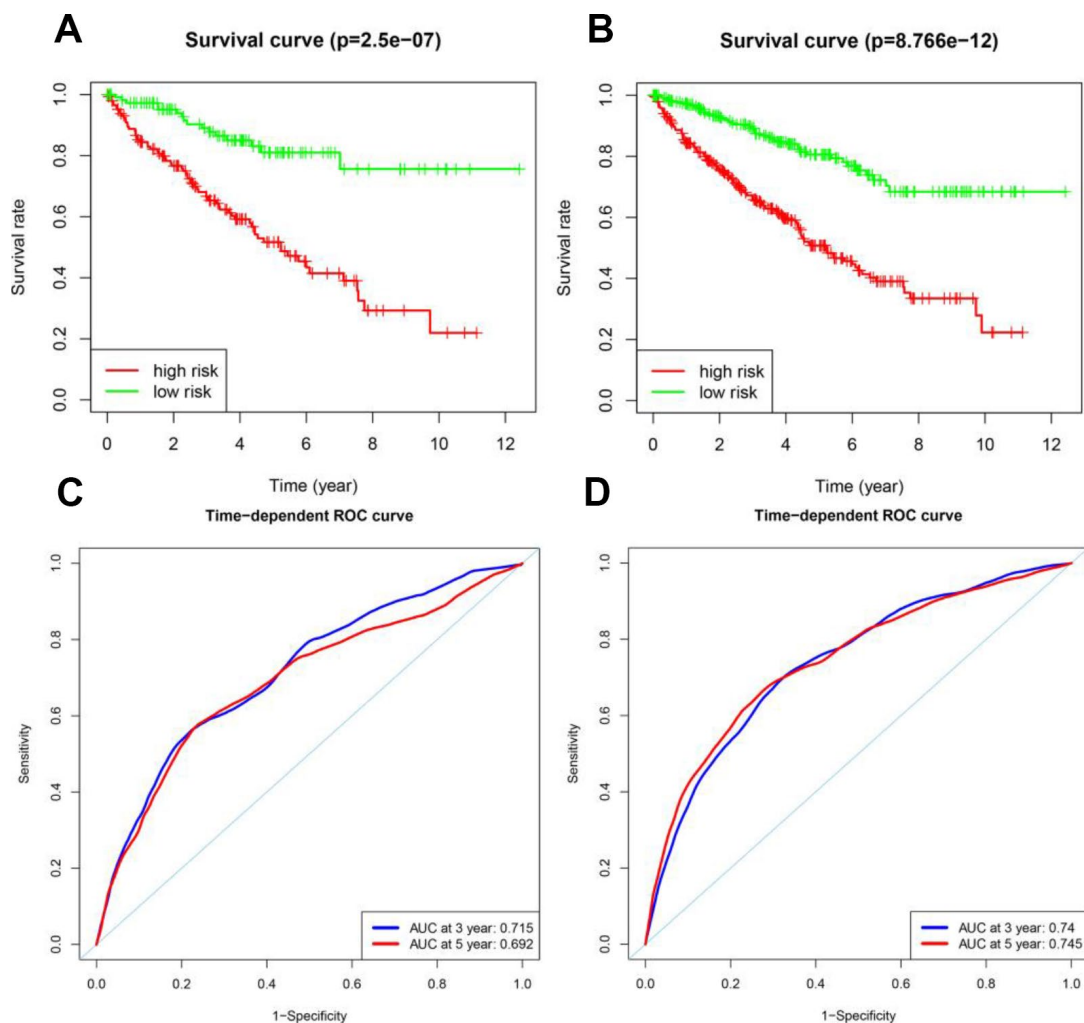 A
Survival curve (p=2.5e−07)
Survival rate
0.0 0.2 0.4 0.6 0.8 1.0
high risk
low risk
0 2 4 6 8 10 12
Time (year)
B
Survival curve (p=8.766e−12)
Survival rate
0.0 0.2 0.4 0.6 0.8 1.0
high risk
low risk
0 2 4 6 8 10 12
Time (year)
C
Time−dependent ROC curve
Sensitivity
0.0 0.2 0.4 0.6 0.8 1.0
AUC at 3 year: 0.715
AUC at 5 year: 0.692
0.0 0.2 0.4 0.6 0.8 1.0
1−Specificity
D
Time−dependent ROC curve
Sensitivity
0.0 0.2 0.4 0.6 0.8 1.0
AUC at 3 year: 0.74
AUC at 5 year: 0.745
0.0 0.2 0.4 0.6 0.8 1.0
1−Specificity